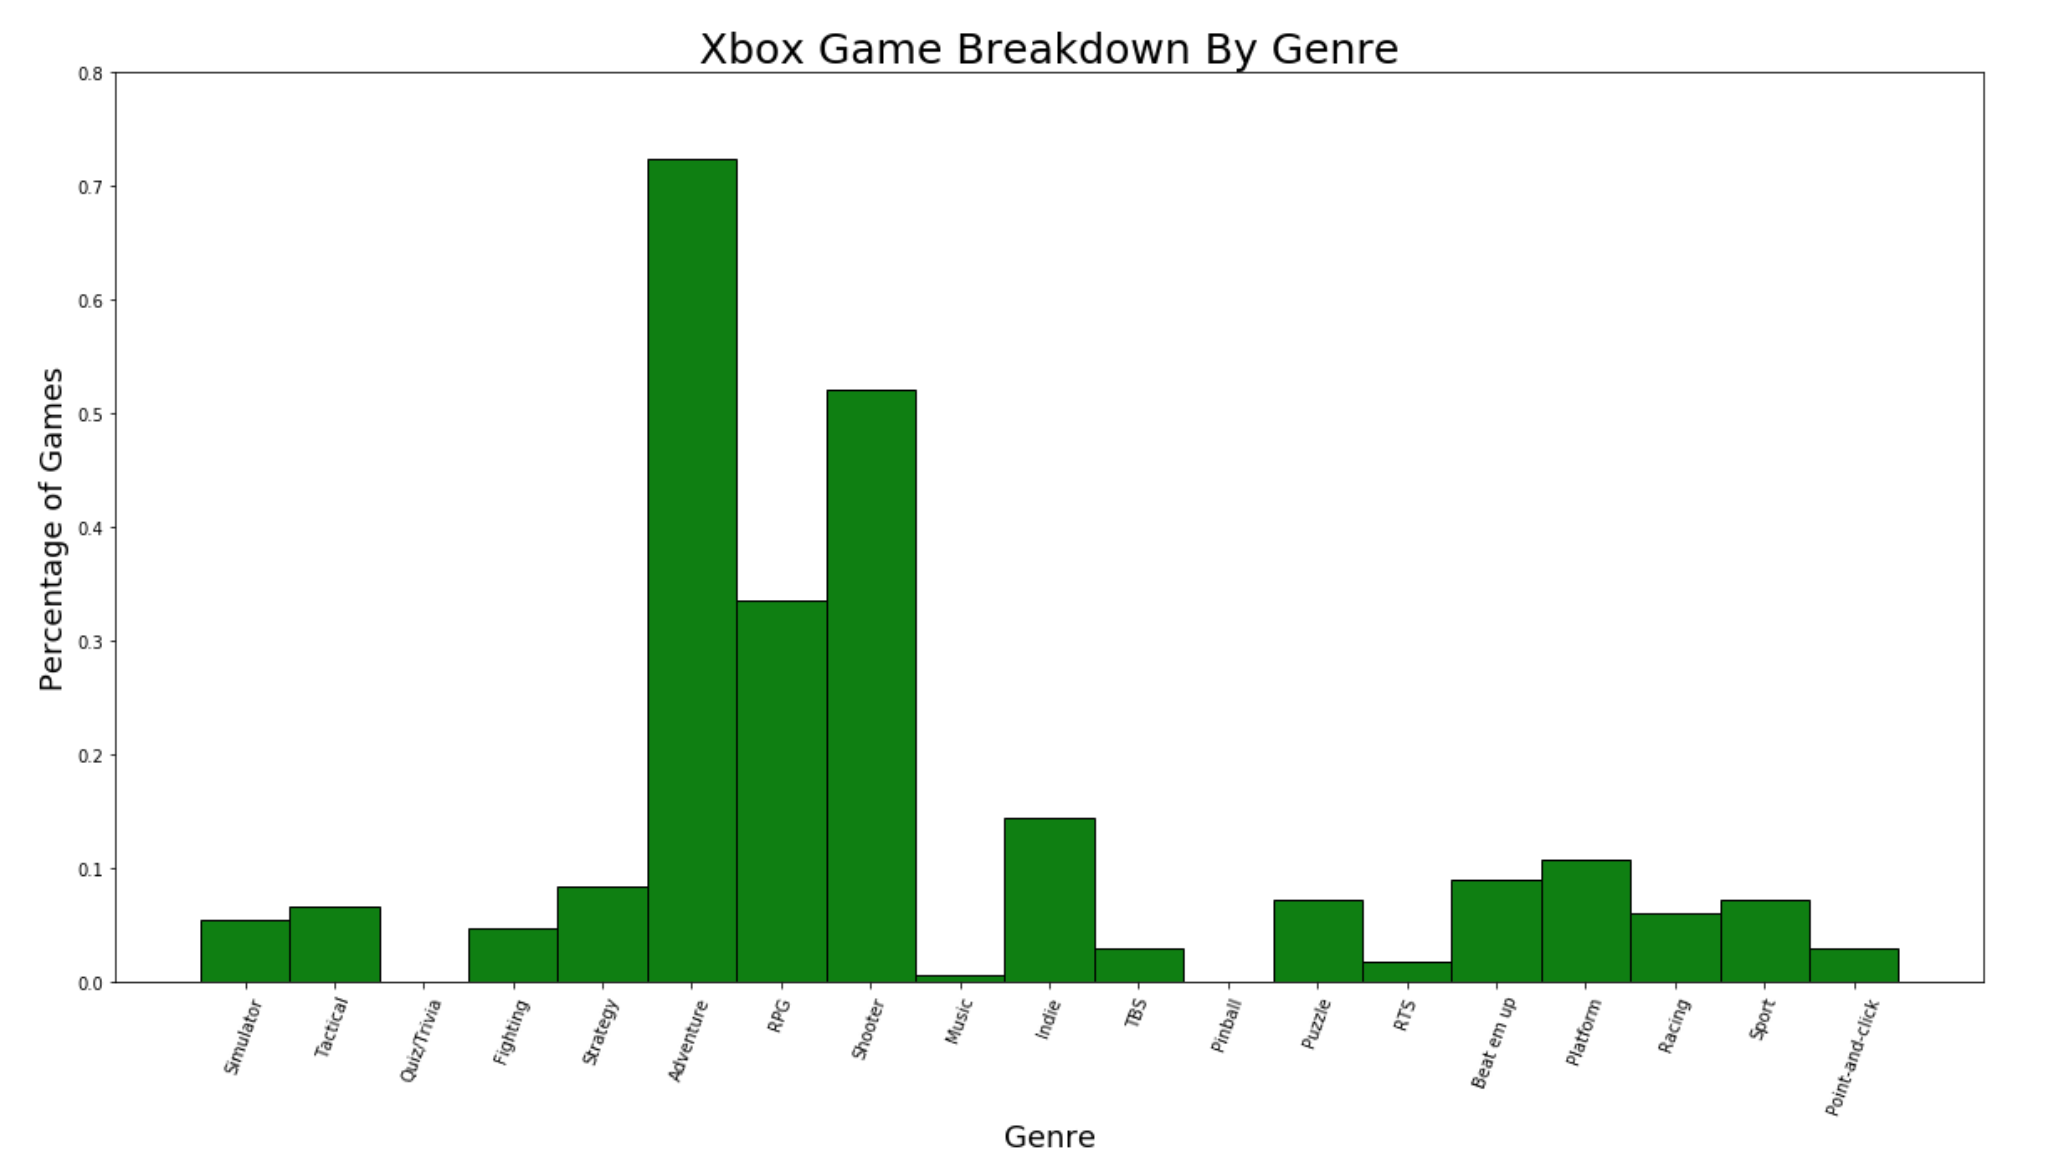 Xbox Game Breakdown By Genre
0.8
0.7
0.6
0.5
0.4
0.3
0.2
0.1
0.0
Percentage of Games
Simulator
Tactical
Quiz/Trivia
Fighting
Strategy
Adventure
RPG
Shooter
Music
Indie
TBS
Pinball
Puzzle
RTS
Beat em up
Platform
Racing
Sport
Point-and-click
Genre